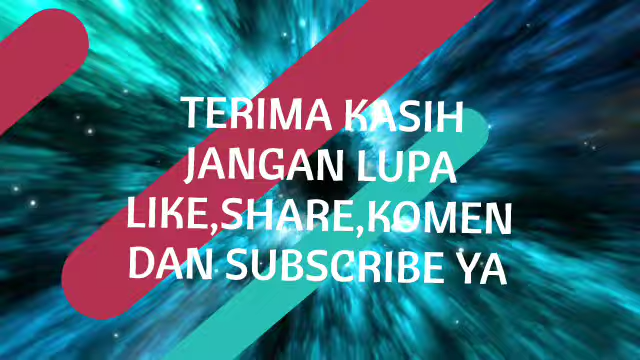 TERIMA KASIH
JANGAN LUPA
LIKE,SHARE,KOMEN
DAN SUBSCRIBE YA